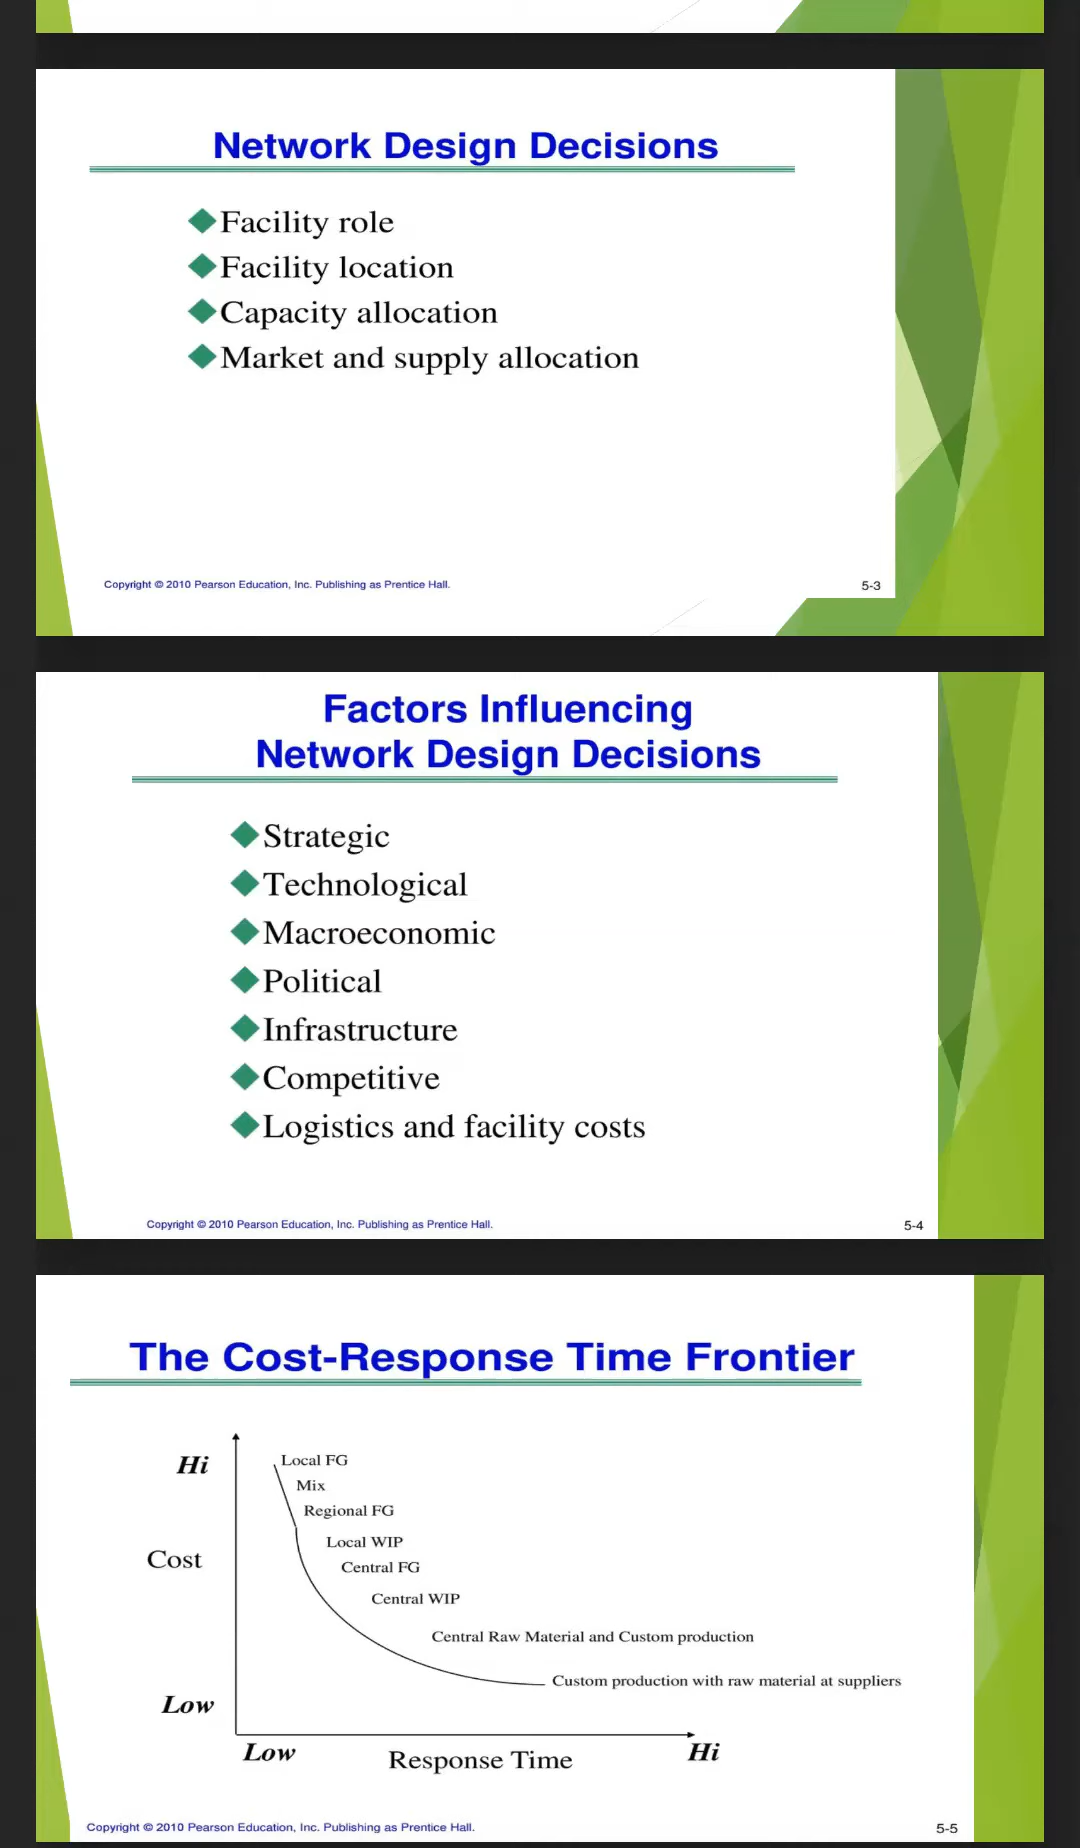 Network Design Decisions
Facility role
Facility location
Capacity allocation
Market and supply allocation
Copyright © 2010 Pearson Education, Inc. Publishing as Prentice Hall.
5-3
Factors Influencing
Network Design Decisions
Strategic
Technological
Macroeconomic
Political
Infrastructure
Competitive
Logistics and facility costs
Copyright © 2010 Pearson Education, Inc. Publishing as Prentice Hall.
5-4
The Cost-Response Time Frontier
Hi
Local FG
Mix
Regional FG
Local WIP
Cost
Central FG
Central WIP
Central Raw Material and Custom production
Custom production with raw material at suppliers
Low
Low
Response Time
Hi
Copyright © 2010 Pearson Education, Inc. Publishing as Prentice Hall.
5-5